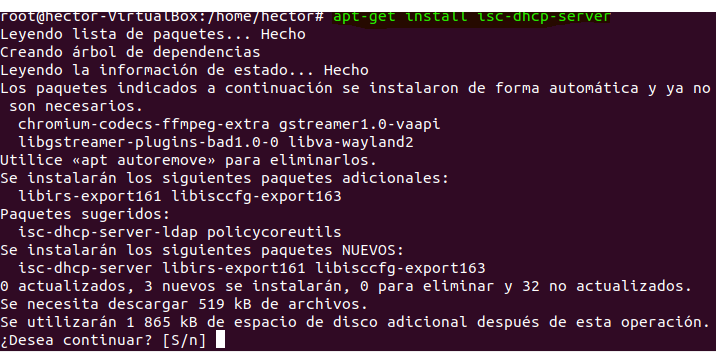 root@hector-VirtualBox:/home/hector# apt-get install isc-dhcp-server
Leyendo lista de paquetes... Hecho
Creando árbol de dependencias
Leyendo la información de estado... Hecho
Los paquetes indicados a continuación se instalaron de forma automática y ya no
son necesarios.
chromium-codecs-ffmpeg-extra gstreamer1.0-vaapi
libgstreamer-plugins-bad1.0-0 libva-wayland2
Utilice «apt autoremove» para eliminarlos.
Se instalarán los siguientes paquetes adicionales:
libirs-export161 libisccfg-export163
Paquetes sugeridos:
isc-dhcp-server-ldap policycoreutils
Se instalarán los siguientes paquetes NUEVOS:
isc-dhcp-server libirs-export161 libisccfg-export163
0 actualizados, 3 nuevos se instalarán, 0 para eliminar y 32 no actualizados.
Se necesita descargar 519 kB de archivos.
Se utilizarán 1 865 kB de espacio de disco adicional después de esta operación.
¿Desea continuar? [S/n]